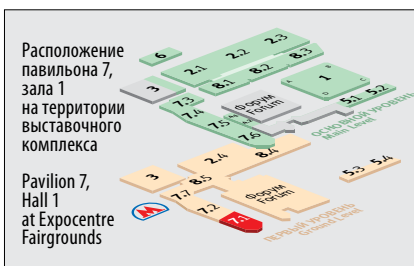 Расположение
павильона 7,
зала 1
на территории
выставочного
комплекса
Pavilion 7,
Hall 1
at Expocentre
Fairgrounds
6
2.1
2.2
2.3
3
8.1
8.2
8.3
1
A
B
C
D
7.3
7.4
7.5
7.6
Форум
Forum
5.1
5.2
ОСНОВНОЙ УРОВЕНЬ
Main Level
3
2.4
8.4
8.5
7.7
7.2
7.1
Форум
Forum
5.3
5.4
ПЕРВЫЙ УРОВЕНЬ
Ground Level
М